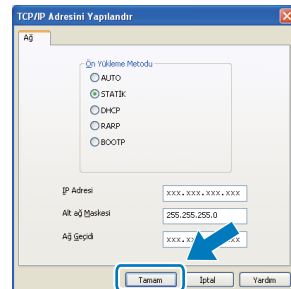 TCP/IP Adresini Yapılandır
Ağ
Ön Yükleme Metodu
AUTO
STATİK
DHCP
RARP
BOOTP
IP Adresi xxx.xxx.xxx.xxx
Alt ağ Maskesi 255.255.255.0
Ağ Geçidi
Tamam İptal Yardım